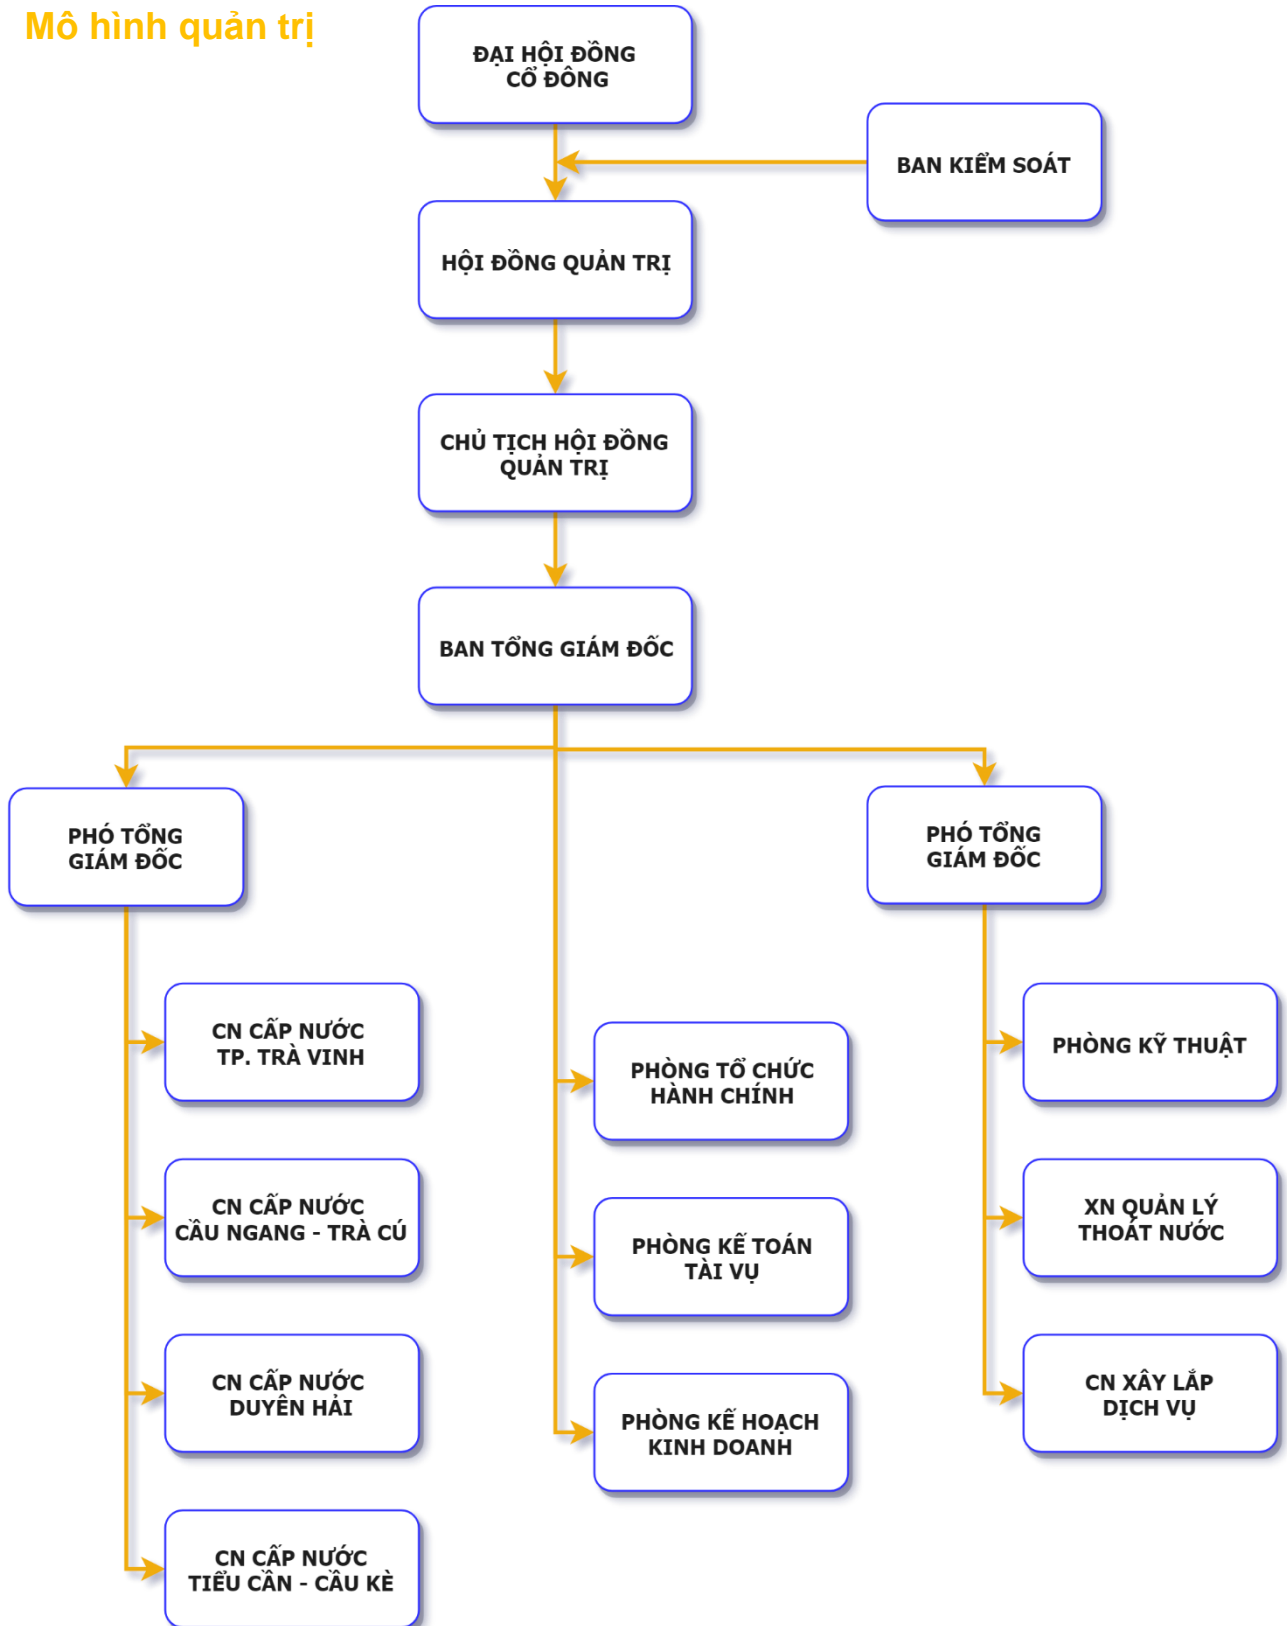 Mô hình quản trị
ĐẠI HỘI ĐỒNG
CỔ ĐÔNG
BAN KIỂM SOÁT
HỘI ĐỒNG QUẢN TRỊ
CHỦ TỊCH HỘI ĐỒNG
QUẢN TRỊ
BAN TỔNG GIÁM ĐỐC
PHÓ TỔNG
GIÁM ĐỐC
PHÓ TỔNG
GIÁM ĐỐC
CN CẤP NƯỚC
TP. TRÀ VINH
CN CẤP NƯỚC
CẦU NGANG - TRÀ CÚ
CN CẤP NƯỚC
DUYÊN HẢI
CN CẤP NƯỚC
TIỂU CẦN - CẦU KÈ
PHÒNG TỔ CHỨC
HÀNH CHÍNH
PHÒNG KẾ TOÁN
TÀI VỤ
PHÒNG KẾ HOẠCH
KINH DOANH
PHÒNG KỸ THUẬT
XN QUẢN LÝ
THOÁT NƯỚC
CN XÂY LẮP
DỊCH VỤ